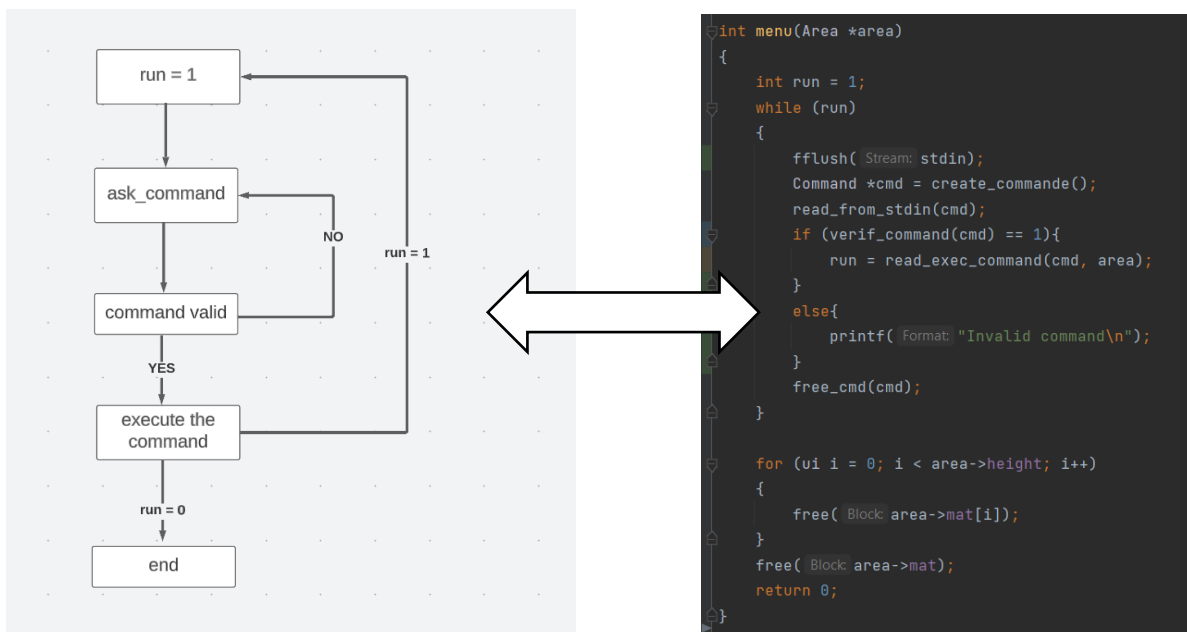 run = 1
ask_command
NO
run = 1
command valid
YES
execute the
command
run = 0
end
int menu(Area *area)
{
    int run = 1;
    while (run)
    {
        fflush( Stream: stdin);
        Command *cmd = create_commande();
        read_from_stdin(cmd);
        if (verif_command(cmd) == 1){
            run = read_exec_command(cmd, area);
        }
        else{
            printf( Format: "Invalid command\n");
        }
        free_cmd(cmd);
    }
    for (ui i = 0; i < area->height; i++)
    {
        free( Block: area->mat[i]);
    }
    free( Block: area->mat);
    return 0;
}